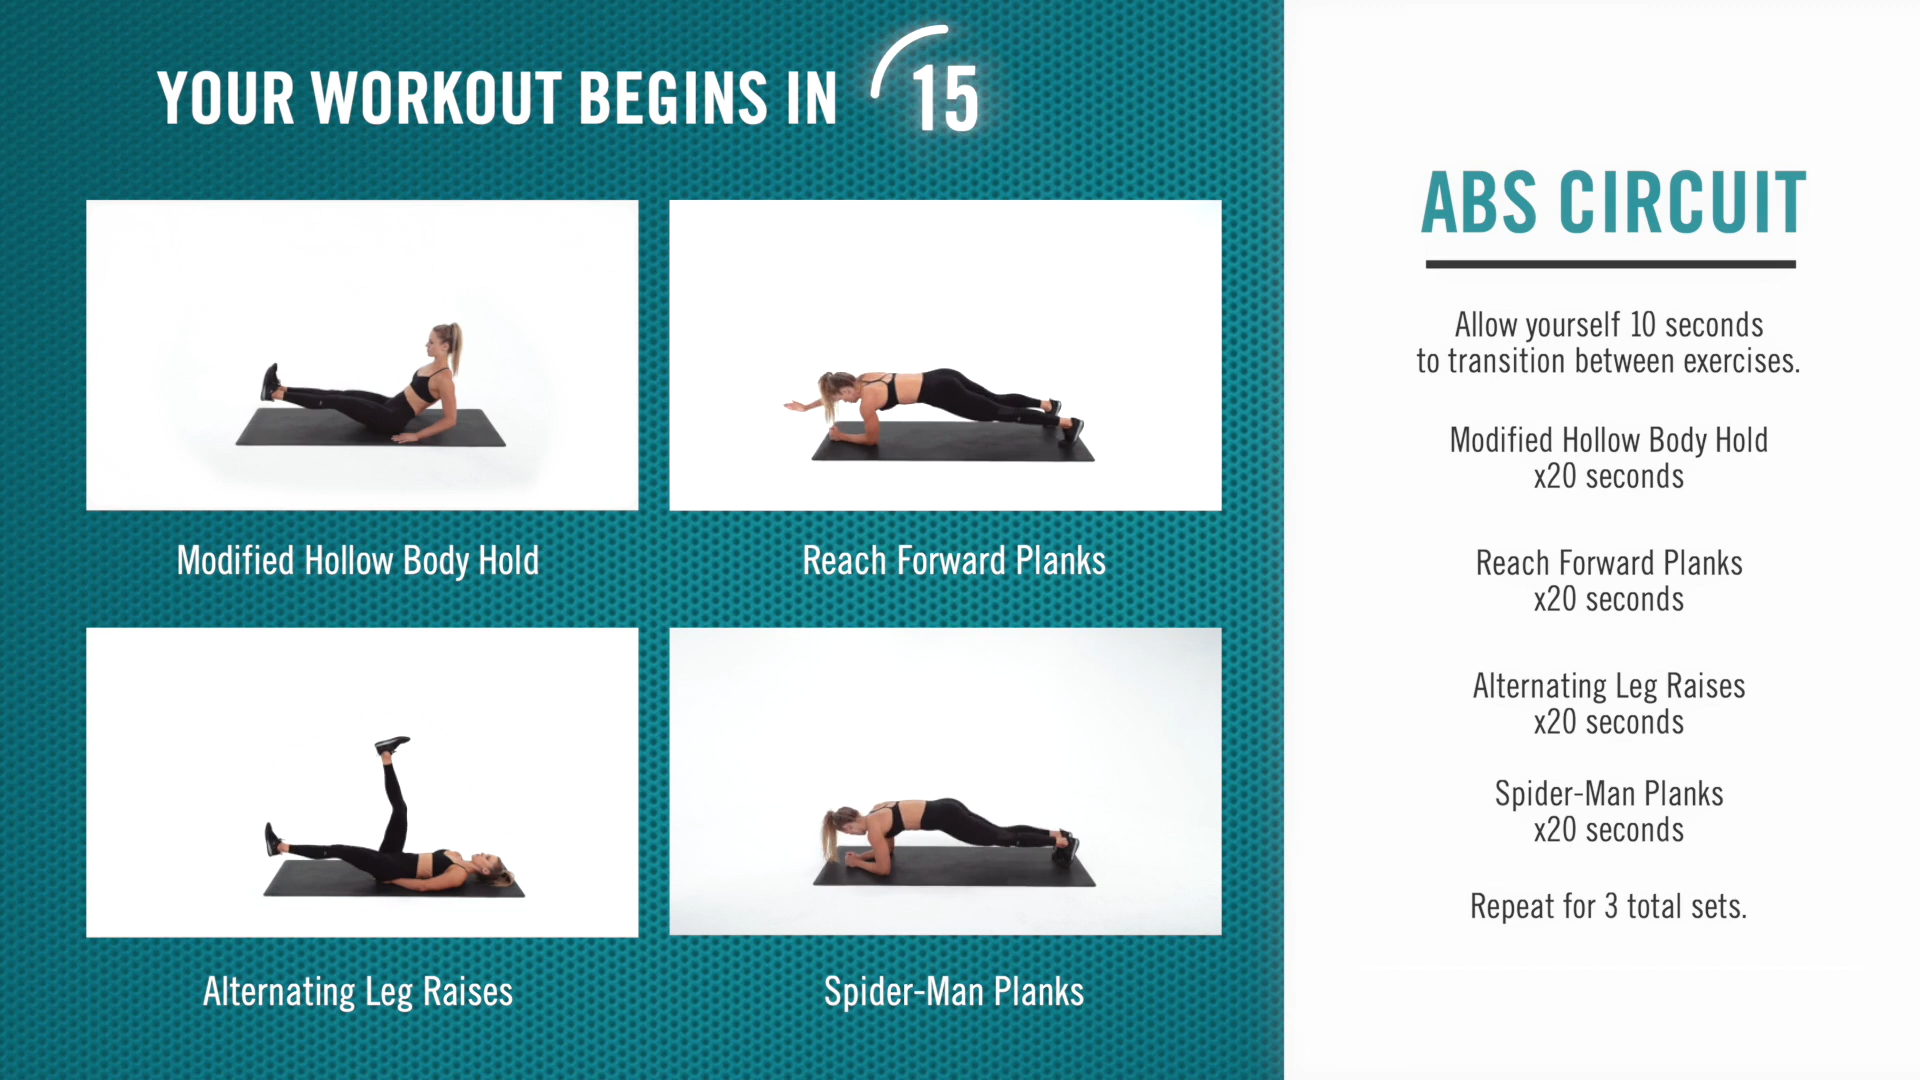 YOUR WORKOUT BEGINS IN 15
Modified Hollow Body Hold
Reach Forward Planks
Alternating Leg Raises
Spider-Man Planks
ABS CIRCUIT
Allow yourself 10 seconds
to transition between exercises.
Modified Hollow Body Hold
x20 seconds
Reach Forward Planks
x20 seconds
Alternating Leg Raises
x20 seconds
Spider-Man Planks
x20 seconds
Repeat for 3 total sets.